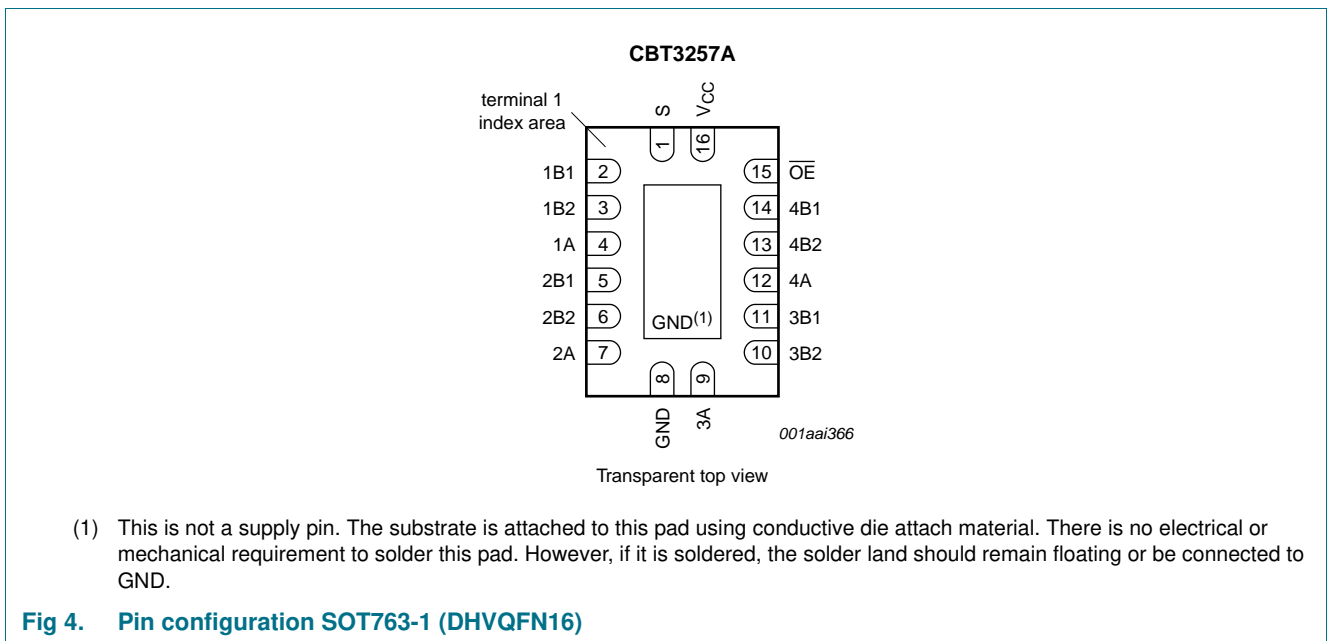 CBT3257A
terminal 1
index area
S
VCC
1
16
1B1 2
15 OE
1B2 3
14 4B1
1A 4
13 4B2
2B1 5
12 4A
2B2 6
GND(1)
11 3B1
2A 7
10 3B2
8
9
GND
3A
001aai366
Transparent top view
(1) This is not a supply pin. The substrate is attached to this pad using conductive die attach material. There is no electrical or
mechanical requirement to solder this pad. However, if it is soldered, the solder land should remain floating or be connected to
GND.
Fig 4. Pin configuration SOT763-1 (DHVQFN16)